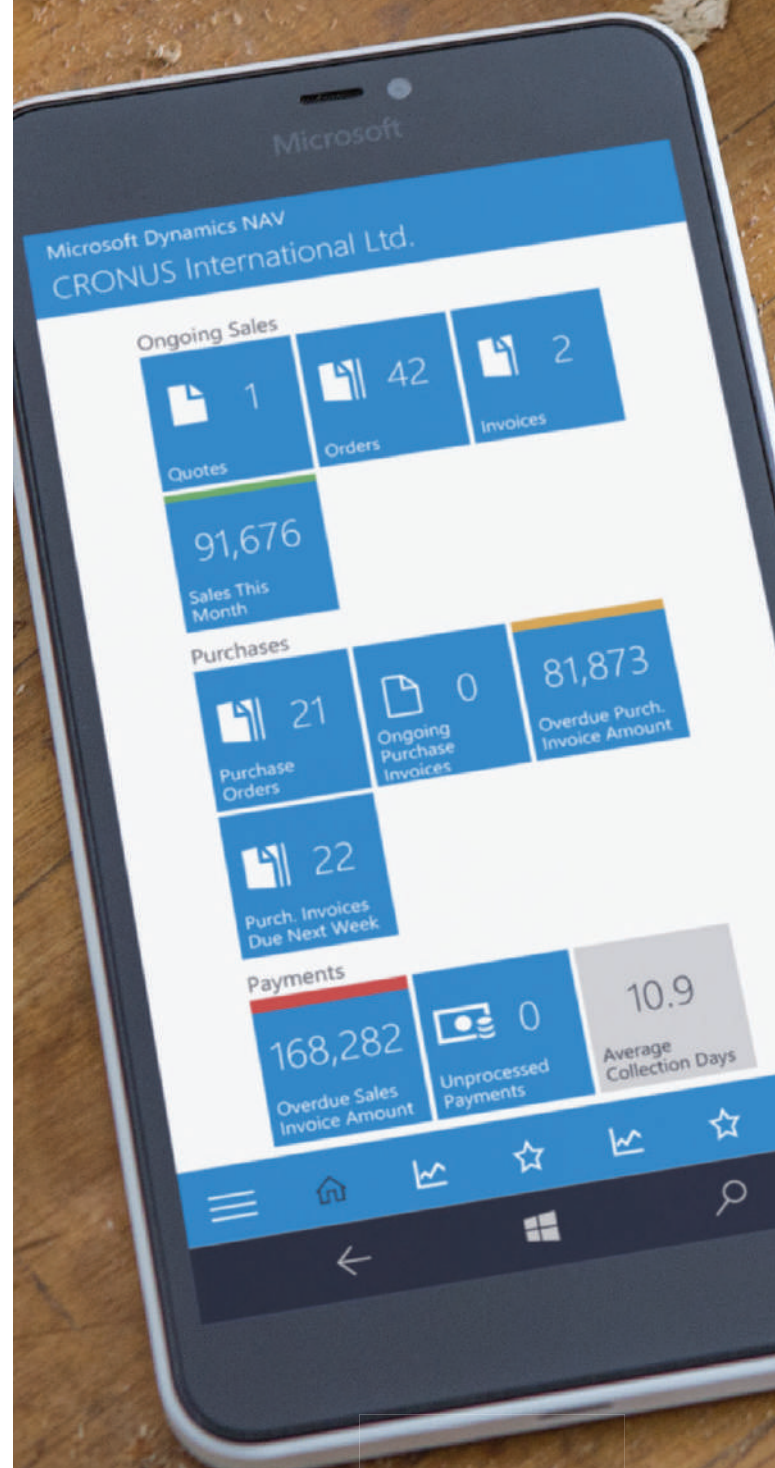 Microsoft
Microsoft Dynamics NAV
CRONUS International Ltd.
Ongoing Sales
1
Quotes
42
Orders
2
Invoices
91,676
Sales This
Month
Purchases
21
Purchase
Orders
0
Ongoing
Purchase
Invoices
81,873
Overdue Purch.
Invoice Amount
22
Purch. Invoices
Due Next Week
Payments
168,282
Overdue Sales
Invoice Amount
0
Unprocessed
Payments
10.9
Average
Collection Days